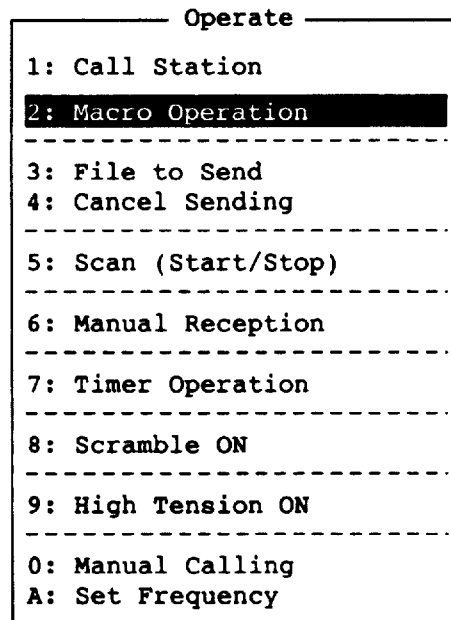 Operate
1: Call Station
2: Macro Operation
3: File to Send
4: Cancel Sending
5: Scan (Start/Stop)
6: Manual Reception
7: Timer Operation
8: Scramble ON
9: High Tension ON
0: Manual Calling
A: Set Frequency